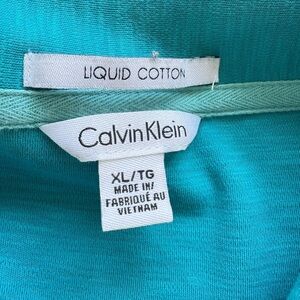 LIQUID COTTON
Calvin Klein
XL/TG
MADE IN/
FABRIQUÉ AU
VIETNAM